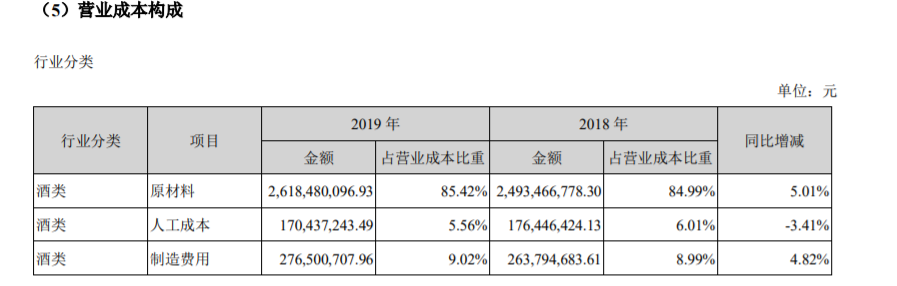 （5）营业成本构成
行业分类
单位：元
行业分类 项目 2019 年 2018 年 同比增减
金额 占营业成本比重 金额 占营业成本比重
酒类 原材料 2,618,480,096.93 85.42% 2,493,466,778.30 84.99% 5.01%
酒类 人工成本 170,437,243.49 5.56% 176,446,424.13 6.01% -3.41%
酒类 制造费用 276,500,707.96 9.02% 263,794,683.61 8.99% 4.82%